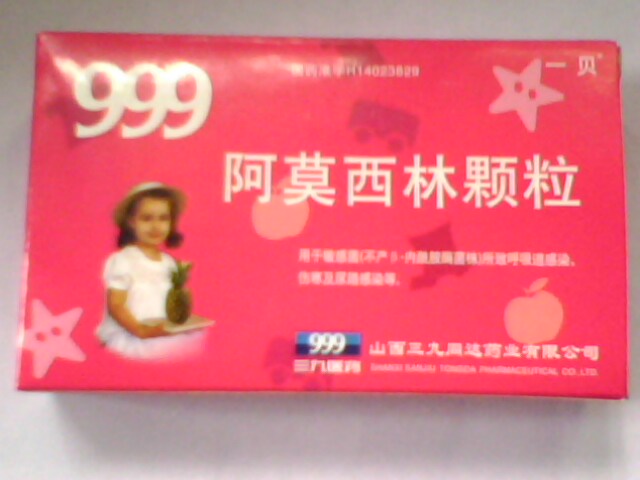 999
国药准字H14023829
一贝
阿莫西林颗粒
用于敏感菌(不产β-内酰胺酶菌株)所致呼吸道感染、
伤寒及尿路感染等。
999
三九医药
山西三九同达药业有限公司
SHANXI SANJIU TONGDA PHARMACEUTICAL CO.,LTD.